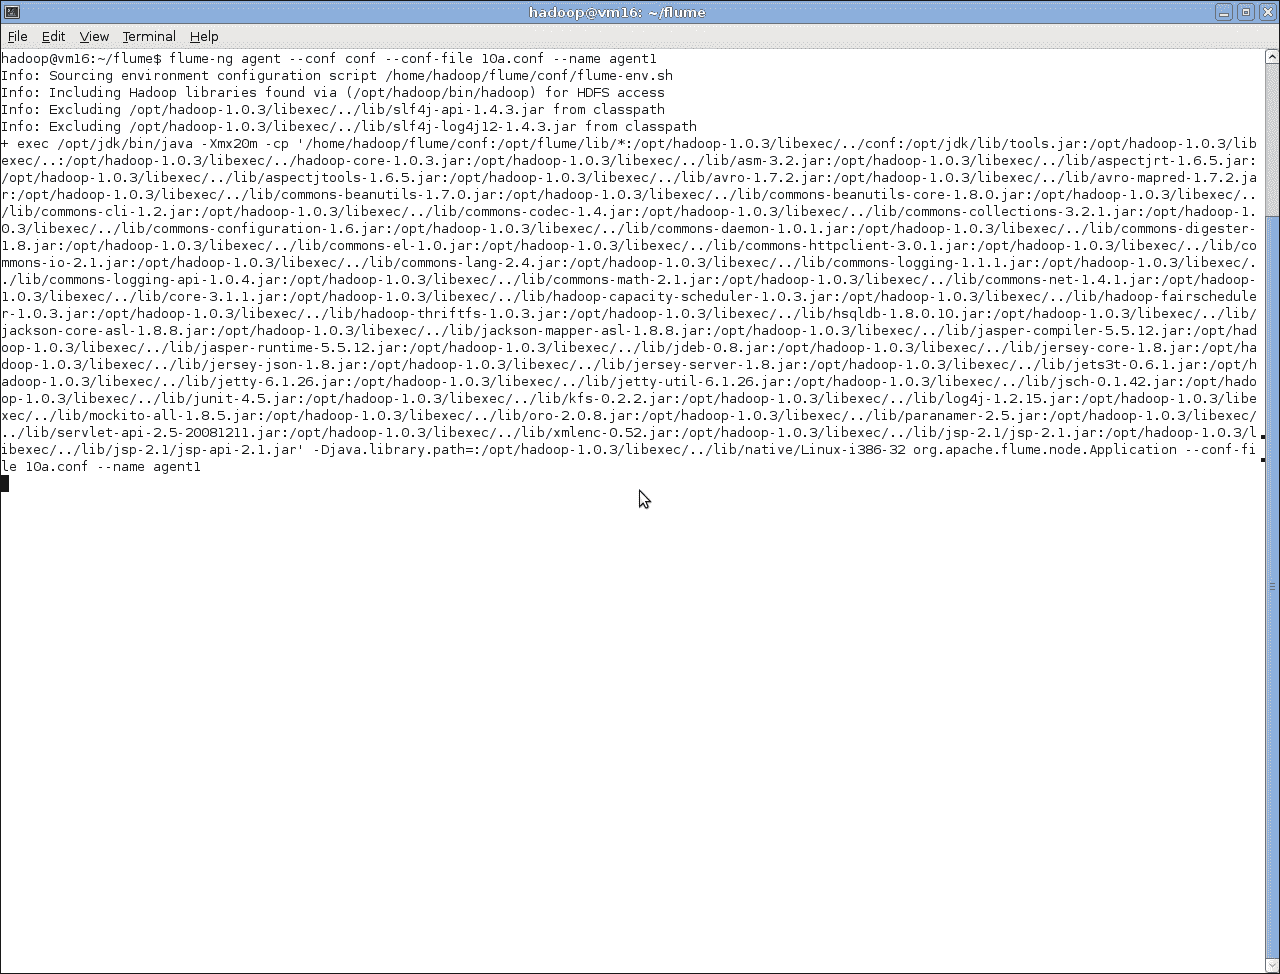 hadoop@vm16: ~/flume
File Edit View Terminal Help
hadoop@vm16:~/flume$ flume-ng agent --conf conf --conf-file 10a.conf --name agent1
Info: Sourcing environment configuration script /home/hadoop/flume/conf/flume-env.sh
Info: Including Hadoop libraries found via (/opt/hadoop/bin/hadoop) for HDFS access
Info: Excluding /opt/hadoop-1.0.3/libexec/../lib/slf4j-api-1.4.3.jar from classpath
Info: Excluding /opt/hadoop-1.0.3/libexec/../lib/slf4j-log4j12-1.4.3.jar from classpath
+ exec /opt/jdk/bin/java -Xmx20m -cp '/home/hadoop/flume/conf:/opt/flume/lib/*:/opt/hadoop-1.0.3/libexec/../conf:/opt/jdk/lib/tools.jar:/opt/hadoop-1.0.3/lib
exec/..:/opt/hadoop-1.0.3/libexec/../hadoop-core-1.0.3.jar:/opt/hadoop-1.0.3/libexec/../lib/asm-3.2.jar:/opt/hadoop-1.0.3/libexec/../lib/aspectjrt-1.6.5.jar:
/opt/hadoop-1.0.3/libexec/../lib/aspectjtools-1.6.5.jar:/opt/hadoop-1.0.3/libexec/../lib/avro-1.7.2.jar:/opt/hadoop-1.0.3/libexec/../lib/avro-mapred-1.7.2.ja
r:/opt/hadoop-1.0.3/libexec/../lib/commons-beanutils-1.7.0.jar:/opt/hadoop-1.0.3/libexec/../lib/commons-beanutils-core-1.8.0.jar:/opt/hadoop-1.0.3/libexec/..
/lib/commons-cli-1.2.jar:/opt/hadoop-1.0.3/libexec/../lib/commons-codec-1.4.jar:/opt/hadoop-1.0.3/libexec/../lib/commons-collections-3.2.1.jar:/opt/hadoop-1.
0.3/libexec/../lib/commons-configuration-1.6.jar:/opt/hadoop-1.0.3/libexec/../lib/commons-daemon-1.0.1.jar:/opt/hadoop-1.0.3/libexec/../lib/commons-digester-
1.8.jar:/opt/hadoop-1.0.3/libexec/../lib/commons-el-1.0.jar:/opt/hadoop-1.0.3/libexec/../lib/commons-httpclient-3.0.1.jar:/opt/hadoop-1.0.3/libexec/../lib/co
mmons-io-2.1.jar:/opt/hadoop-1.0.3/libexec/../lib/commons-lang-2.4.jar:/opt/hadoop-1.0.3/libexec/../lib/commons-logging-1.1.1.jar:/opt/hadoop-1.0.3/libexec/.
./lib/commons-logging-api-1.0.4.jar:/opt/hadoop-1.0.3/libexec/../lib/commons-math-2.1.jar:/opt/hadoop-1.0.3/libexec/../lib/commons-net-1.4.1.jar:/opt/hadoop-
1.0.3/libexec/../lib/core-3.1.1.jar:/opt/hadoop-1.0.3/libexec/../lib/hadoop-capacity-scheduler-1.0.3.jar:/opt/hadoop-1.0.3/libexec/../lib/hadoop-fairschedule
r-1.0.3.jar:/opt/hadoop-1.0.3/libexec/../lib/hadoop-thriftfs-1.0.3.jar:/opt/hadoop-1.0.3/libexec/../lib/hsqldb-1.8.0.10.jar:/opt/hadoop-1.0.3/libexec/../lib/
jackson-core-asl-1.8.8.jar:/opt/hadoop-1.0.3/libexec/../lib/jackson-mapper-asl-1.8.8.jar:/opt/hadoop-1.0.3/libexec/../lib/jasper-compiler-5.5.12.jar:/opt/had
oop-1.0.3/libexec/../lib/jasper-runtime-5.5.12.jar:/opt/hadoop-1.0.3/libexec/../lib/jdeb-0.8.jar:/opt/hadoop-1.0.3/libexec/../lib/jersey-core-1.8.jar:/opt/ha
doop-1.0.3/libexec/../lib/jersey-json-1.8.jar:/opt/hadoop-1.0.3/libexec/../lib/jersey-server-1.8.jar:/opt/hadoop-1.0.3/libexec/../lib/jets3t-0.6.1.jar:/opt/h
adoop-1.0.3/libexec/../lib/jetty-6.1.26.jar:/opt/hadoop-1.0.3/libexec/../lib/jetty-util-6.1.26.jar:/opt/hadoop-1.0.3/libexec/../lib/jsch-0.1.42.jar:/opt/hado
op-1.0.3/libexec/../lib/junit-4.5.jar:/opt/hadoop-1.0.3/libexec/../lib/kfs-0.2.2.jar:/opt/hadoop-1.0.3/libexec/../lib/log4j-1.2.15.jar:/opt/hadoop-1.0.3/libe
xec/../lib/mockito-all-1.8.5.jar:/opt/hadoop-1.0.3/libexec/../lib/oro-2.0.8.jar:/opt/hadoop-1.0.3/libexec/../lib/paranamer-2.5.jar:/opt/hadoop-1.0.3/libexec/
../lib/servlet-api-2.5-20081211.jar:/opt/hadoop-1.0.3/libexec/../lib/xmlenc-0.52.jar:/opt/hadoop-1.0.3/libexec/../lib/jsp-2.1/jsp-2.1.jar:/opt/hadoop-1.0.3/l
ibexec/../lib/jsp-2.1/jsp-api-2.1.jar' -Djava.library.path=:/opt/hadoop-1.0.3/libexec/../lib/native/Linux-i386-32 org.apache.flume.node.Application --conf-fi
le 10a.conf --name agent1